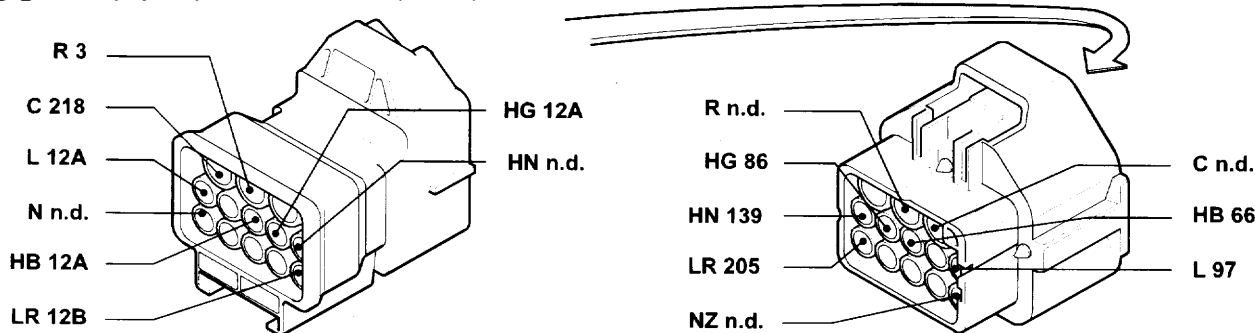 R 3
C 218
L 12A
N n.d.
HB 12A
LR 12B
HG 12A
HN n.d.
R n.d.
HG 86
HN 139
LR 205
NZ n.d.
C n.d.
HB 66
L 97